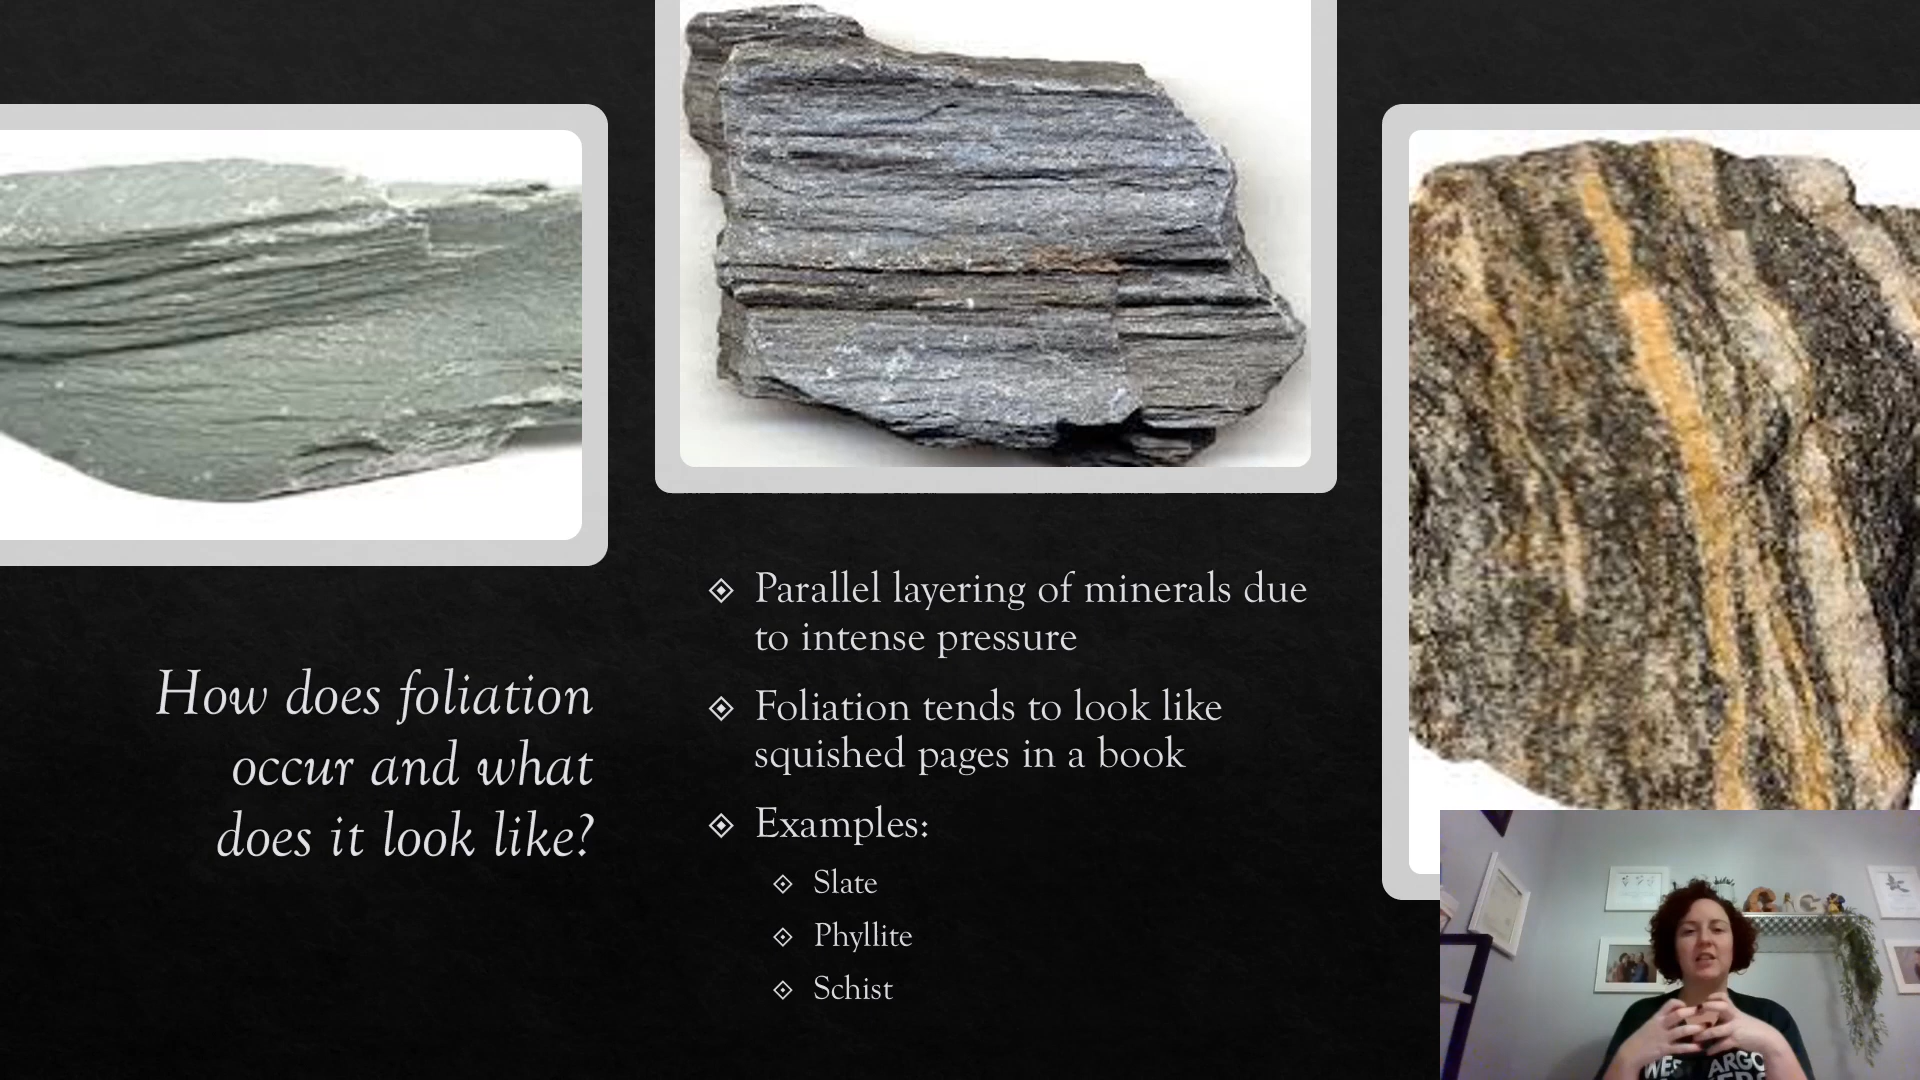 How does foliation
occur and what
does it look like?
Parallel layering of minerals due
to intense pressure
Foliation tends to look like
squished pages in a book
Examples:
Slate
Phyllite
Schist